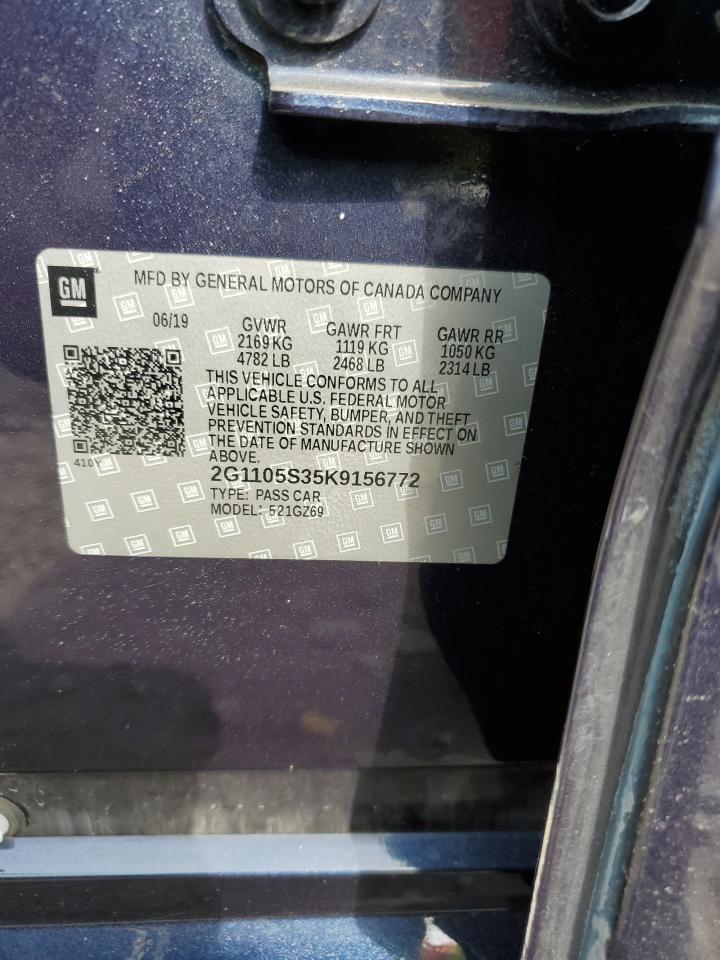 GM
MFD BY GENERAL MOTORS OF CANADA COMPANY
06/19 GVWR GAWR FRT GAWR RR
2169 KG 1119 KG 1050 KG
4782 LB 2468 LB 2314 LB
THIS VEHICLE CONFORMS TO ALL
APPLICABLE U.S. FEDERAL MOTOR
VEHICLE SAFETY, BUMPER, AND THEFT
PREVENTION STANDARDS IN EFFECT ON
THE DATE OF MANUFACTURE SHOWN
ABOVE.
2G1105S35K9156772
TYPE: PASS CAR
MODEL: 521GZ69